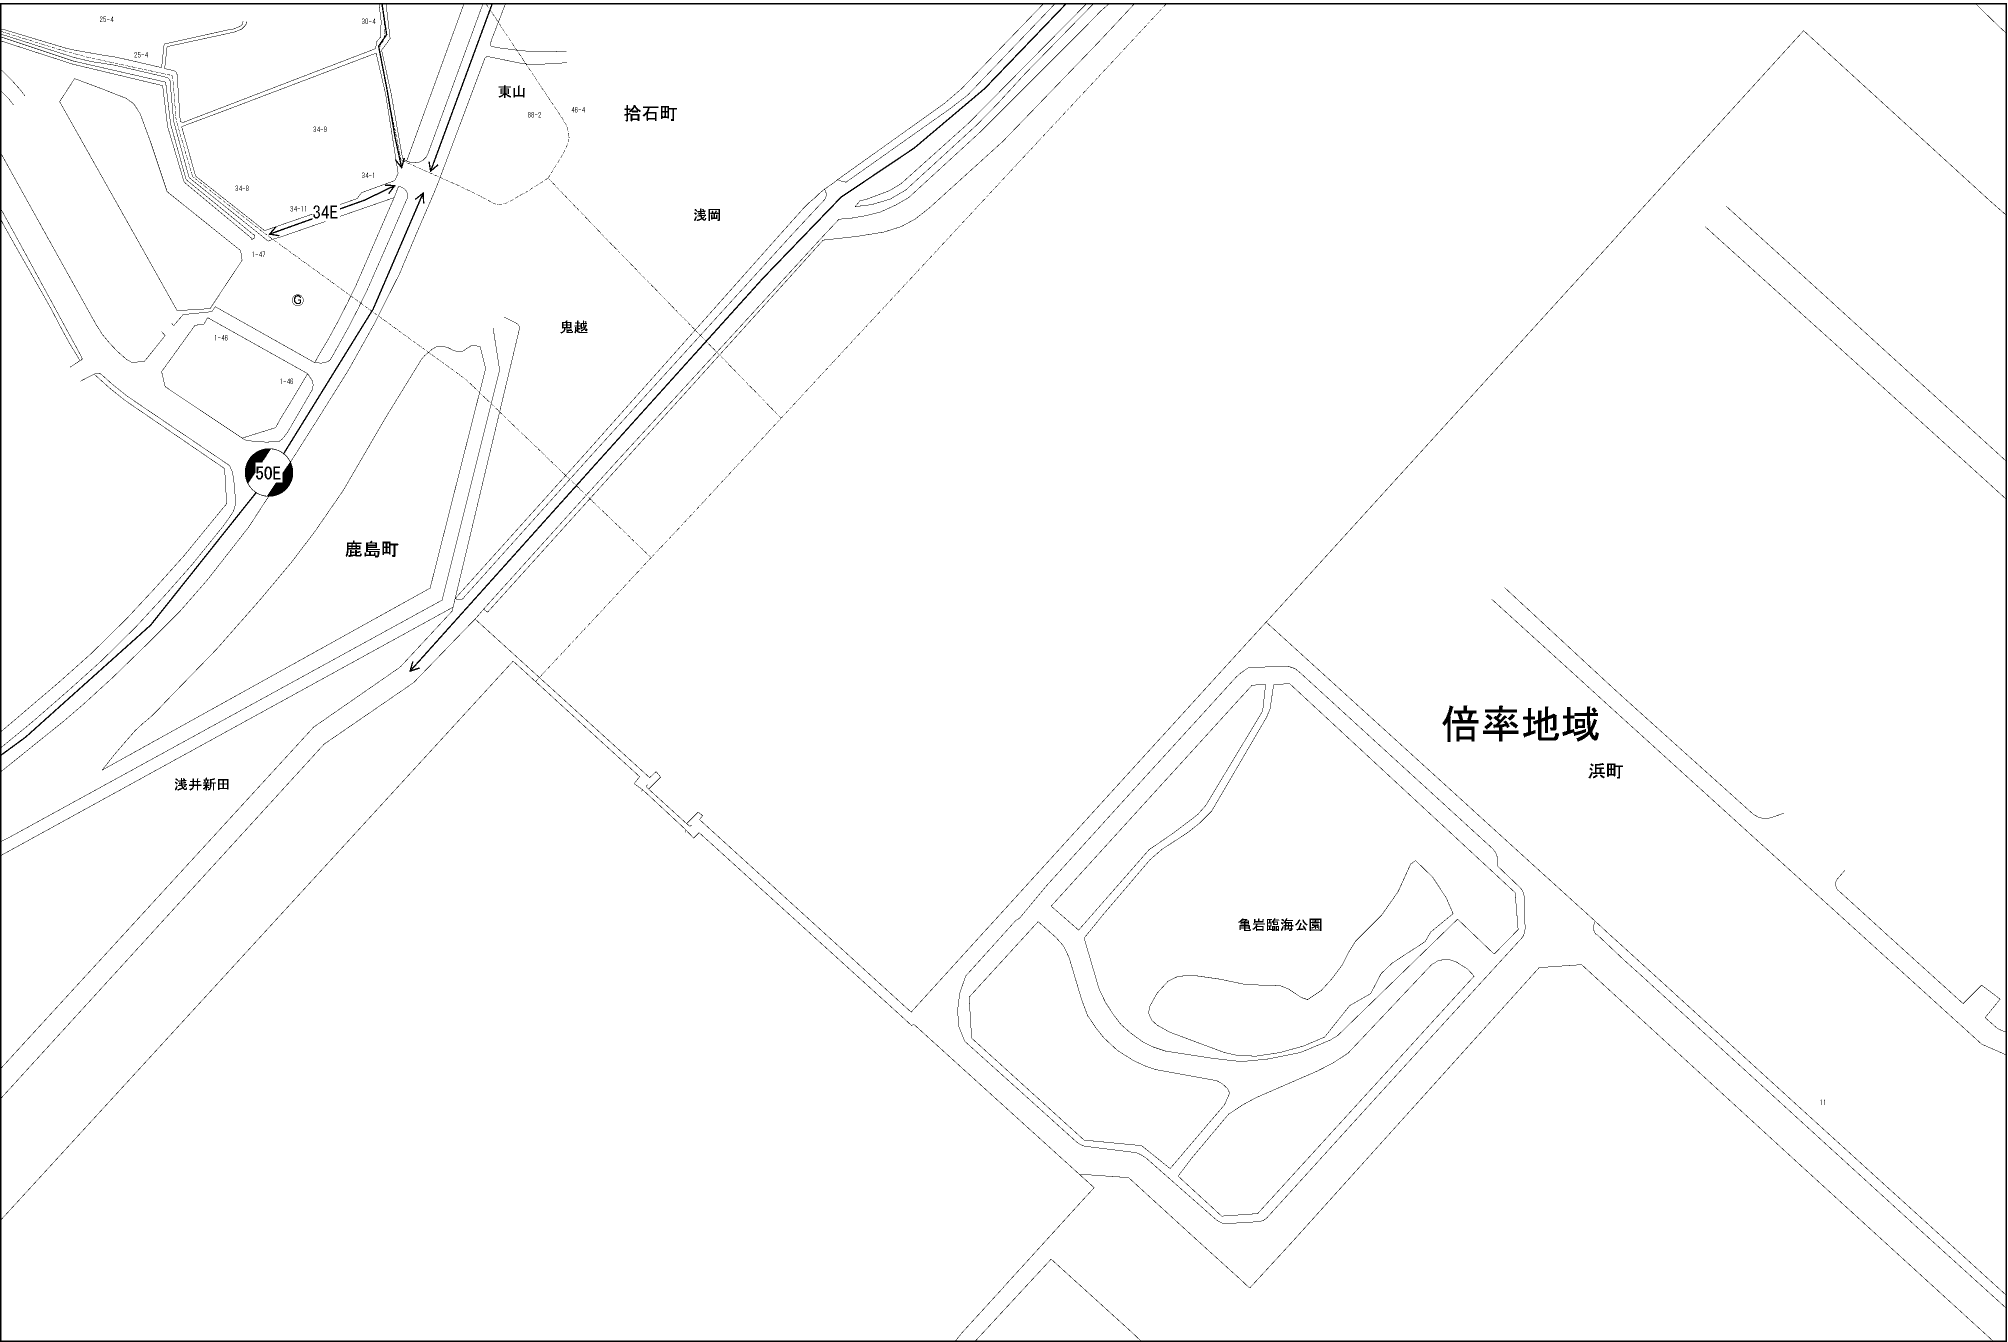 25-4
30-4
25-4
東山
88-2
46-4
拾石町
34-9
34-1
34-8
34-11
34E
浅岡
1-47
G
鬼越
1-46
1-46
50E
鹿島町
倍率地域
浜町
浅井新田
亀岩臨海公園
11